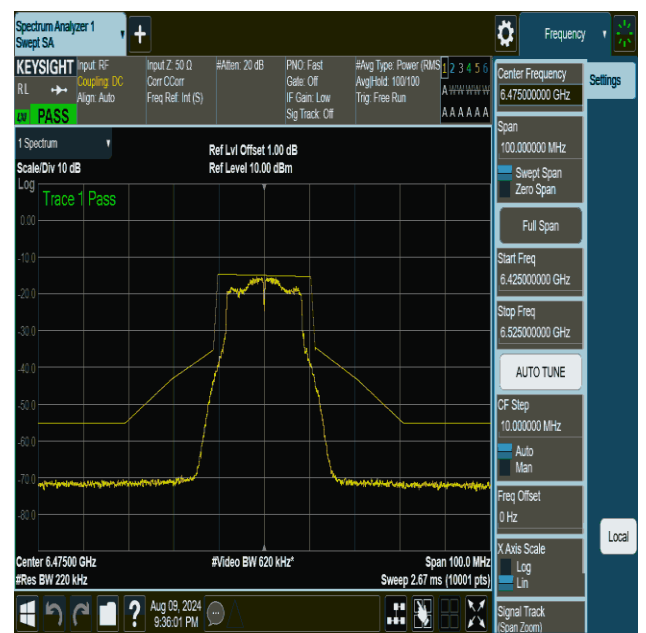 Spectrum Analyzer 1
Swept SA
Frequency
KEYSIGHT
RL
PASS
Input: RF
Coupling: DC
Align: Auto
Input Z: 50 Ω
Corr CCorr
Freq Ref: Int (S)
#Atten: 20 dB
PNO: Fast
Gate: Off
IF Gain: Low
Sig Track: Off
#Avg Type: Power (RMS
Avg|Hold: 100/100
Trig: Free Run
1 2 3 4 5 6
A W W W W W
A A A A A A
1 Spectrum
Scale/Div 10 dB
Log
Ref Lvl Offset 1.00 dB
Ref Level 10.00 dBm
Trace 1 Pass
0.00
-10.0
-20.0
-30.0
-40.0
-50.0
-60.0
-70.0
-80.0
Center 6.47500 GHz
#Res BW 220 kHz
#Video BW 620 kHz*
Span 100.0 MHz
Sweep 2.67 ms (10001 pts)
Center Frequency
6.475000000 GHz
Span
100.000000 MHz
Swept Span
Zero Span
Full Span
Start Freq
6.425000000 GHz
Stop Freq
6.525000000 GHz
AUTO TUNE
CF Step
10.000000 MHz
Auto
Man
Freq Offset
0 Hz
X Axis Scale
Log
Lin
Signal Track
(Span Zoom)
Settings
Local
?
Aug 09, 2024
9:36:01 PM